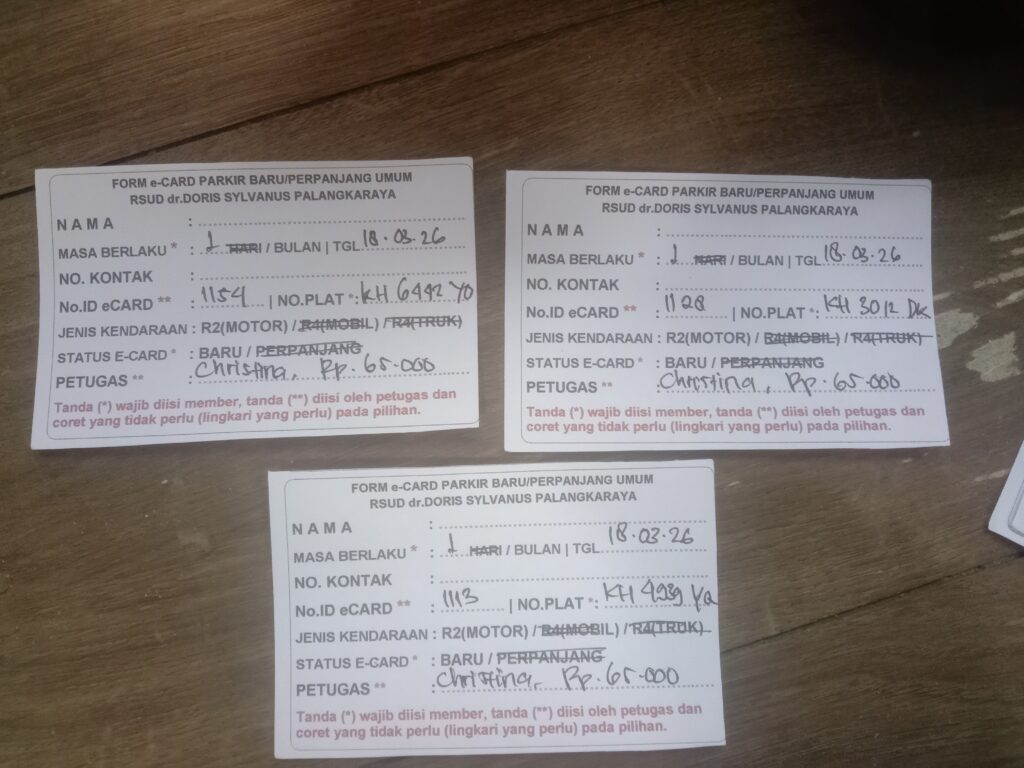 FORM e-CARD PARKIR BARU/PERPANJANG UMUM
RSUD dr.DORIS SYLVANUS PALANGKARAYA
N A M A :
MASA BERLAKU * : 1 HARI / BULAN | TGL 18.03.26
NO. KONTAK :
No.ID eCARD ** : 1154 | NO.PLAT *: KH 6442 YO
JENIS KENDARAAN : R2(MOTOR) / R4(MOBIL) / R4(TRUK)
STATUS E-CARD * : BARU / PERPANJANG
PETUGAS ** : Christina, Rp. 65.000
Tanda (*) wajib diisi member, tanda (**) diisi oleh petugas dan
coret yang tidak perlu (lingkari yang perlu) pada pilihan.
FORM e-CARD PARKIR BARU/PERPANJANG UMUM
RSUD dr.DORIS SYLVANUS PALANGKARAYA
N A M A :
MASA BERLAKU * : 1 HARI / BULAN | TGL 18.03.26
NO. KONTAK :
No.ID eCARD ** : 1128 | NO.PLAT *: KH 3012 DK
JENIS KENDARAAN : R2(MOTOR) / R4(MOBIL) / R4(TRUK)
STATUS E-CARD * : BARU / PERPANJANG
PETUGAS ** : Christina, Rp. 65.000
Tanda (*) wajib diisi member, tanda (**) diisi oleh petugas dan
coret yang tidak perlu (lingkari yang perlu) pada pilihan.
FORM e-CARD PARKIR BARU/PERPANJANG UMUM
RSUD dr.DORIS SYLVANUS PALANGKARAYA
N A M A :
MASA BERLAKU * : 1 HARI / BULAN | TGL 18.03.26
NO. KONTAK :
No.ID eCARD ** : 1113 | NO.PLAT *: KH 4939
JENIS KENDARAAN : R2(MOTOR) / R4(MOBIL) / R4(TRUK)
STATUS E-CARD * : BARU / PERPANJANG
PETUGAS ** : Christina, Rp. 65.000
Tanda (*) wajib diisi member, tanda (**) diisi oleh petugas dan
coret yang tidak perlu (lingkari yang perlu) pada pilihan.